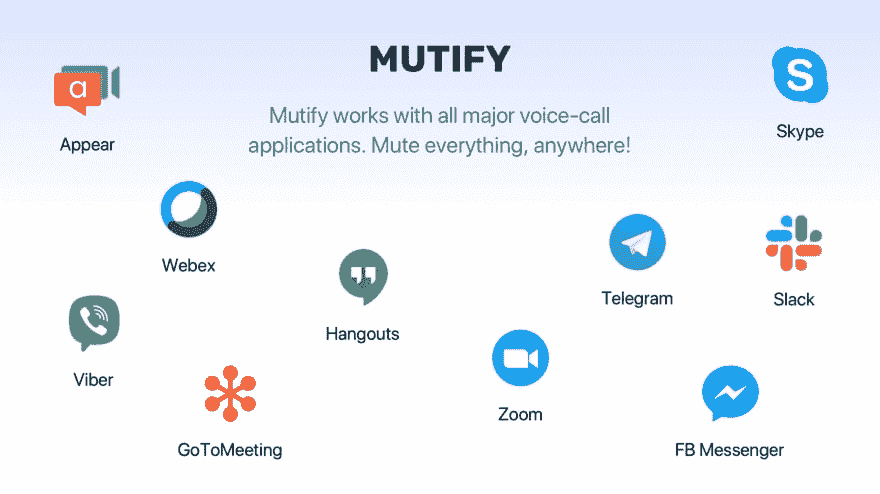 MUTIFY
Mutify works with all major voice-call
applications. Mute everything, anywhere!
a
Appear
S
Skype
Webex
Hangouts
Telegram
Slack
Viber
Zoom
GoToMeeting
FB Messenger